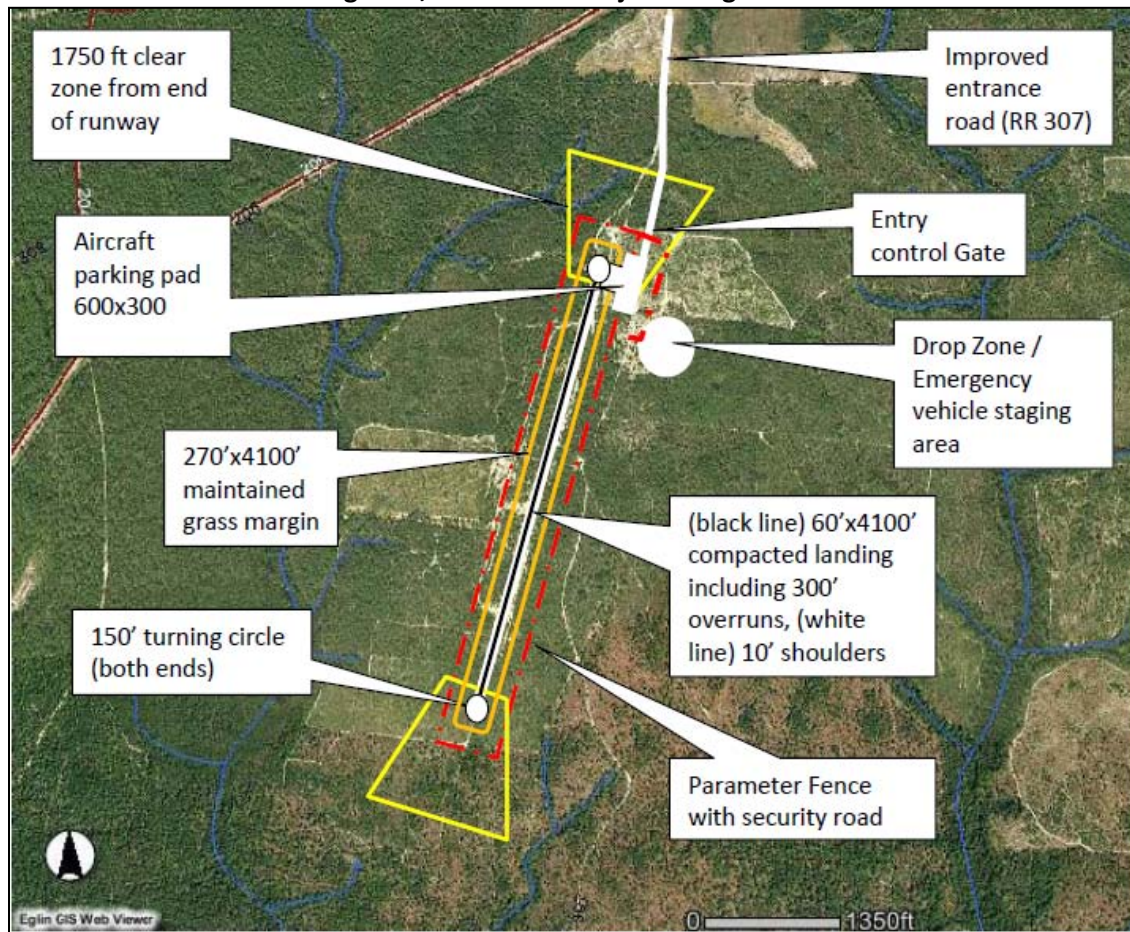 1750 ft clear
zone from end
of runway
Improved
entrance
road (RR 307)
Aircraft
parking pad
600x300
Entry
control Gate
Drop Zone /
Emergency
vehicle staging
area
270’x4100’
maintained
grass margin
(black line) 60’x4100’
compacted landing
including 300’
overruns, (white
line) 10’ shoulders
150’ turning circle
(both ends)
Parameter Fence
with security road
Eglin GIS Web Viewer
0 1350ft